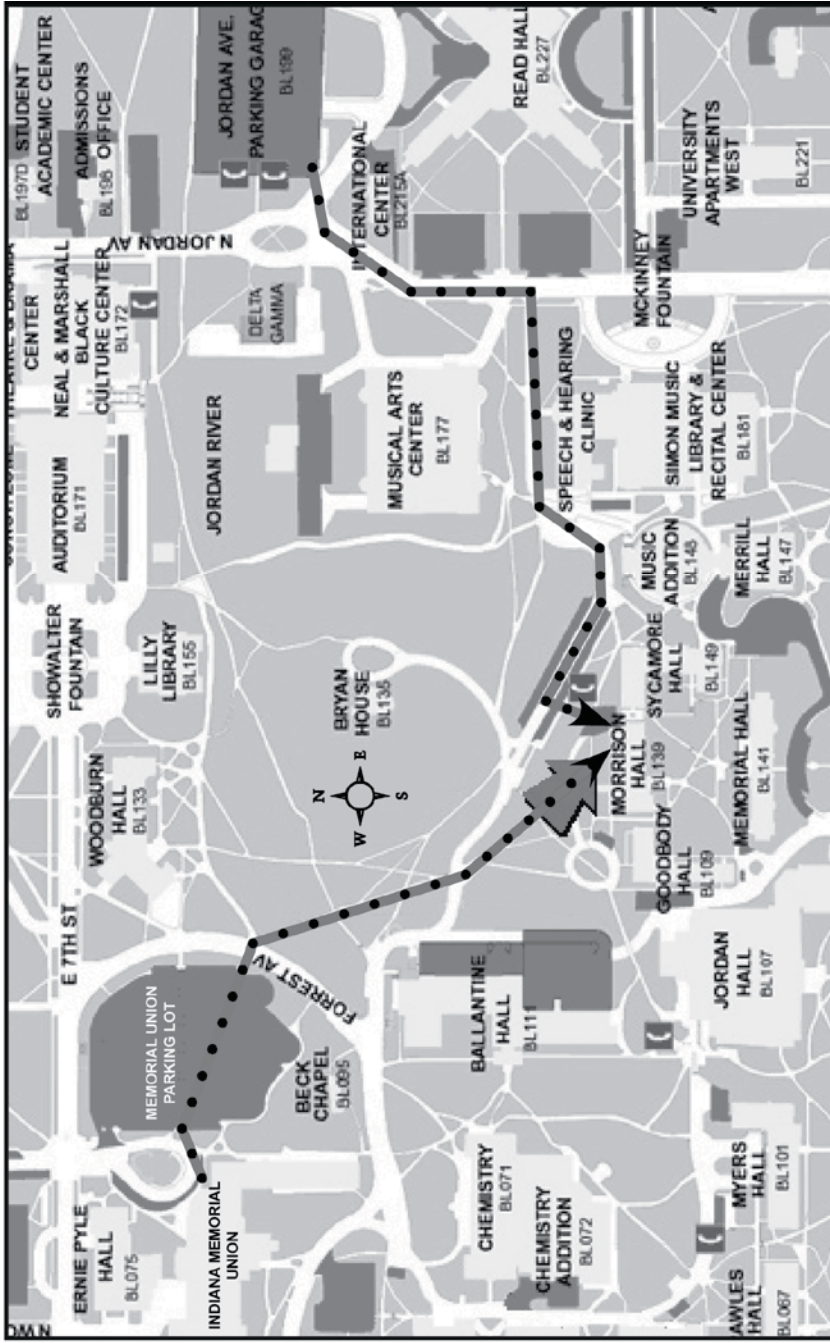 ERNIE PYLE
HALL
BL075
INDIANA MEMORIAL
UNION
MEMORIAL UNION
PARKING LOT
E 7TH ST
FORREST AV
BECK
CHAPEL
BL095
WOODBURN
HALL
BL133
SHOWALTER
FOUNTAIN
LILLY
LIBRARY
BL155
AUDITORIUM
BL171
CENTER
NEAL & MARSHALL
BLACK
CULTURE CENTER
BL172
BL197D STUDENT
ACADEMIC CENTER
ADMISSIONS
BL198 OFFICE
N JORDAN AV
JORDAN AVE.
PARKING GARAG
BL199
DELTA
GAMMA
JORDAN RIVER
BRYAN
HOUSE
BL135
N
W
E
S
MUSICAL ARTS
CENTER
BL177
INTERNATIONAL
CENTER
BL215A
READ HALL
BL227
CHEMISTRY
BL071
CHEMISTRY
ADDITION
BL072
BALLANTINE
HALL
BL111
MORRISON
HALL
BL139
GOODBODY
HALL
BL109
SYCAMORE
HALL
BL149
MEMORIAL HALL
BL141
MUSIC
ADDITION
BL148
MERRILL
HALL
BL147
SPEECH & HEARING
CLINIC
SIMON MUSIC
LIBRARY &
RECITAL CENTER
BL181
MCKINNEY
FOUNTAIN
UNIVERSITY
APARTMENTS
WEST
BL221
JORDAN
HALL
BL107
MYERS
HALL
BL101
AWLES
HALL
BL067